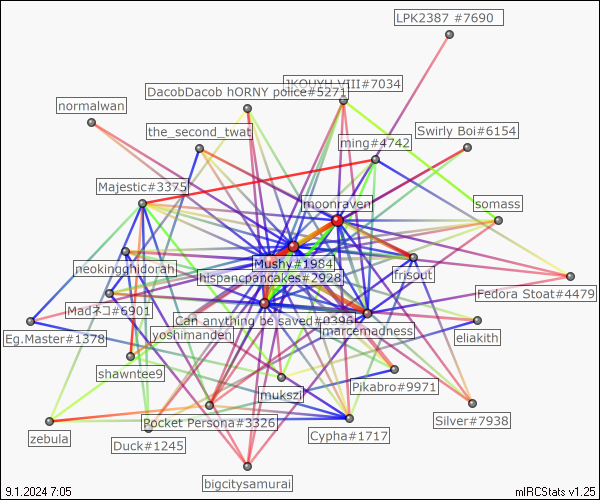 LPK2387 #7690
JKOUYH VIII#7034
DacobDacob hORNY police#5271
normalwan
the_second_twat
Swirly Boi#6154
ming#4742
Majestic#3375
moonraven
somass
Mushy#1984
neokingghidorah
frisout
hispancpancakes#2928
Fedora Stoat#4479
Madネコ#6901
Can anything be saved#0396
marcemadness
yoshimanden
Eg.Master#1378
eliakith
shawntee9
Pikabro#9971
mukszi
Pocket Persona#3326
Silver#7938
zebula
Duck#1245
Cypha#1717
bigcitysamurai
9.1.2024 7:05
mIRCStats v1.25